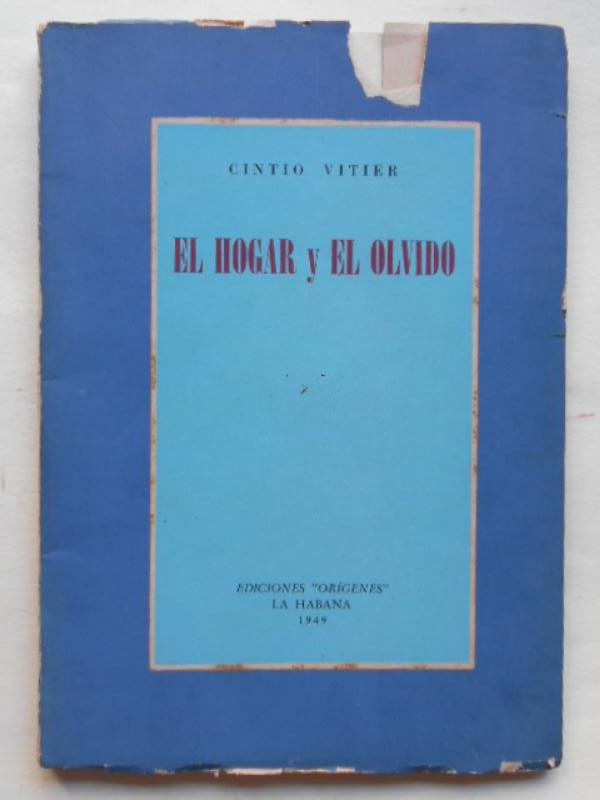 CINTIO VITIER
EL HOGAR y EL OLVIDO
EDICIONES "ORÍGENES"
LA HABANA
1949